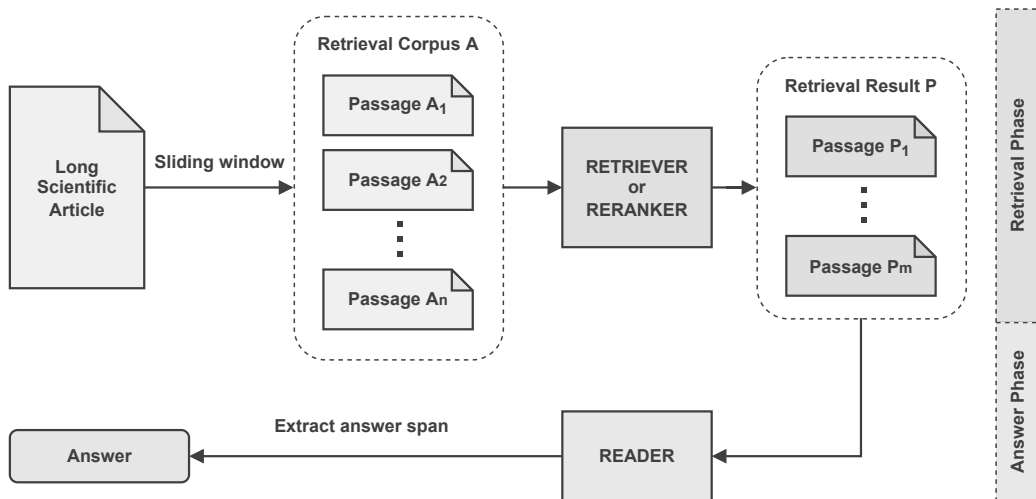 Retrieval Corpus A
Passage A1
Passage A2
Passage An
Long
Scientific
Article
Sliding window
RETRIEVER
or
RERANKER
Retrieval Result P
Passage P1
Passage Pm
Retrieval Phase
Answer Phase
READER
Extract answer span
Answer